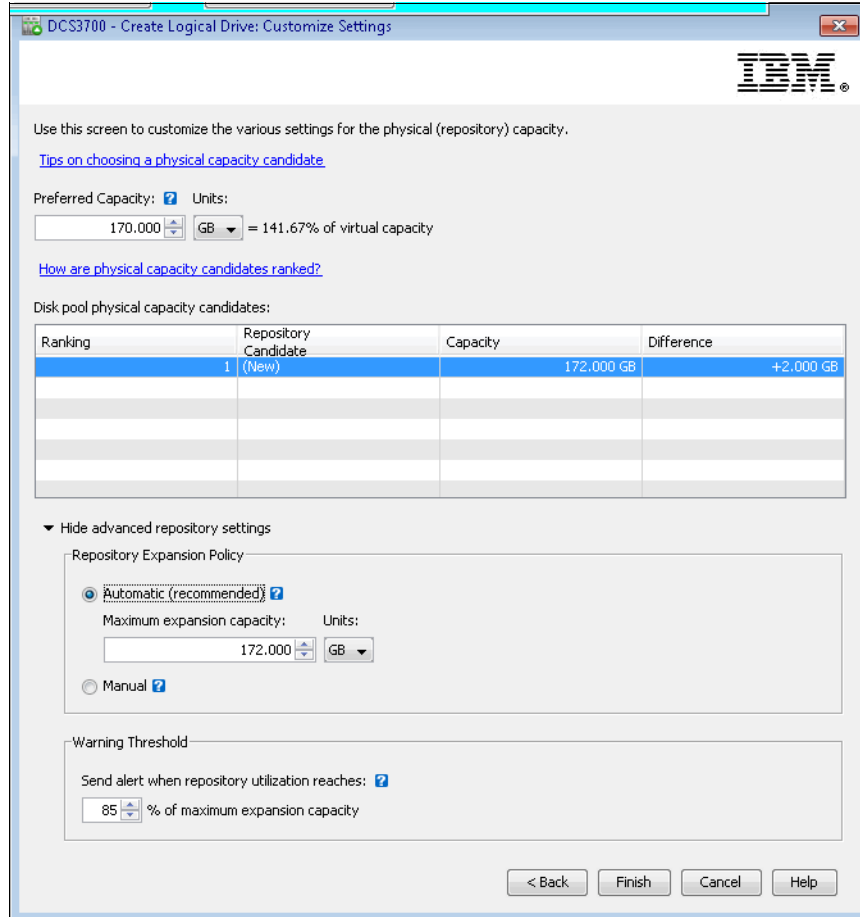 DCS3700 - Create Logical Drive: Customize Settings
IBM®
Use this screen to customize the various settings for the physical (repository) capacity.
Tips on choosing a physical capacity candidate
Preferred Capacity: ? Units:
170.000 GB = 141.67% of virtual capacity
How are physical capacity candidates ranked?
Disk pool physical capacity candidates:
Ranking Repository Candidate Capacity Difference
1 (New) 172.000 GB +2.000 GB
Hide advanced repository settings
Repository Expansion Policy
Automatic (recommended) ?
Maximum expansion capacity: Units:
172.000 GB
Manual ?
Warning Threshold
Send alert when repository utilization reaches: ?
85 % of maximum expansion capacity
< Back Finish Cancel Help